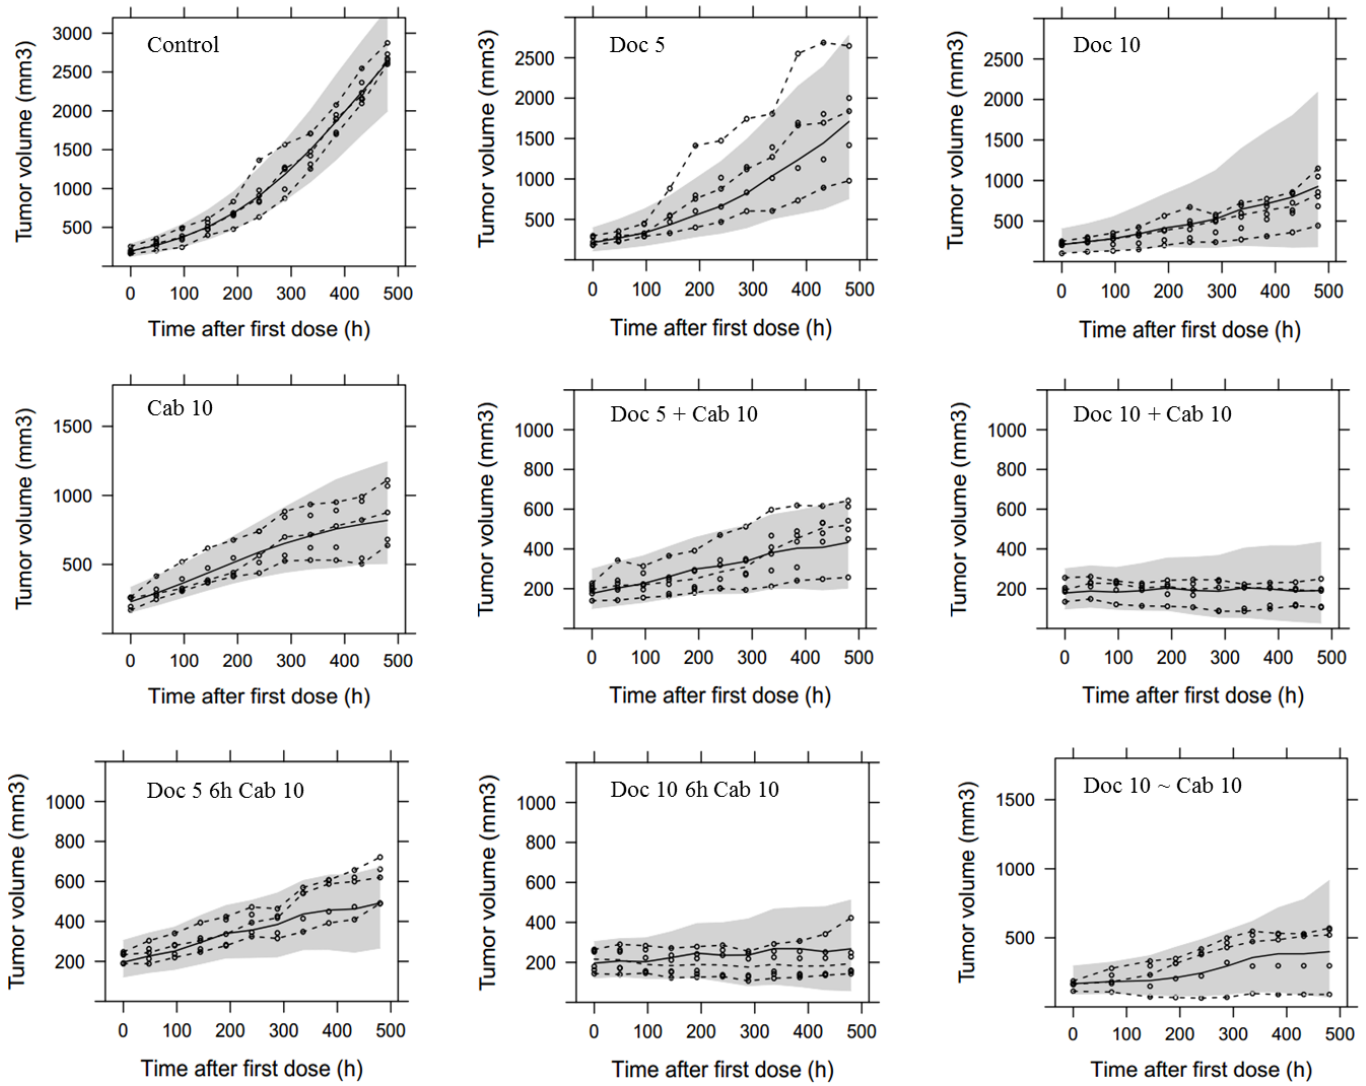 Control
Tumor volume (mm3)
3000
2500
2000
1500
1000
500
0 100 200 300 400 500
Time after first dose (h)
Doc 5
Tumor volume (mm3)
2500
2000
1500
1000
500
0 100 200 300 400 500
Time after first dose (h)
Doc 10
Tumor volume (mm3)
2500
2000
1500
1000
500
0 100 200 300 400 500
Time after first dose (h)
Cab 10
Tumor volume (mm3)
1500
1000
500
0 100 200 300 400 500
Time after first dose (h)
Doc 5 + Cab 10
Tumor volume (mm3)
1000
800
600
400
200
0 100 200 300 400 500
Time after first dose (h)
Doc 10 + Cab 10
Tumor volume (mm3)
1000
800
600
400
200
0 100 200 300 400 500
Time after first dose (h)
Doc 5 6h Cab 10
Tumor volume (mm3)
1000
800
600
400
200
0 100 200 300 400 500
Time after first dose (h)
Doc 10 6h Cab 10
Tumor volume (mm3)
1000
800
600
400
200
0 100 200 300 400 500
Time after first dose (h)
Doc 10 ~ Cab 10
Tumor volume (mm3)
1500
1000
500
0 100 200 300 400 500
Time after first dose (h)